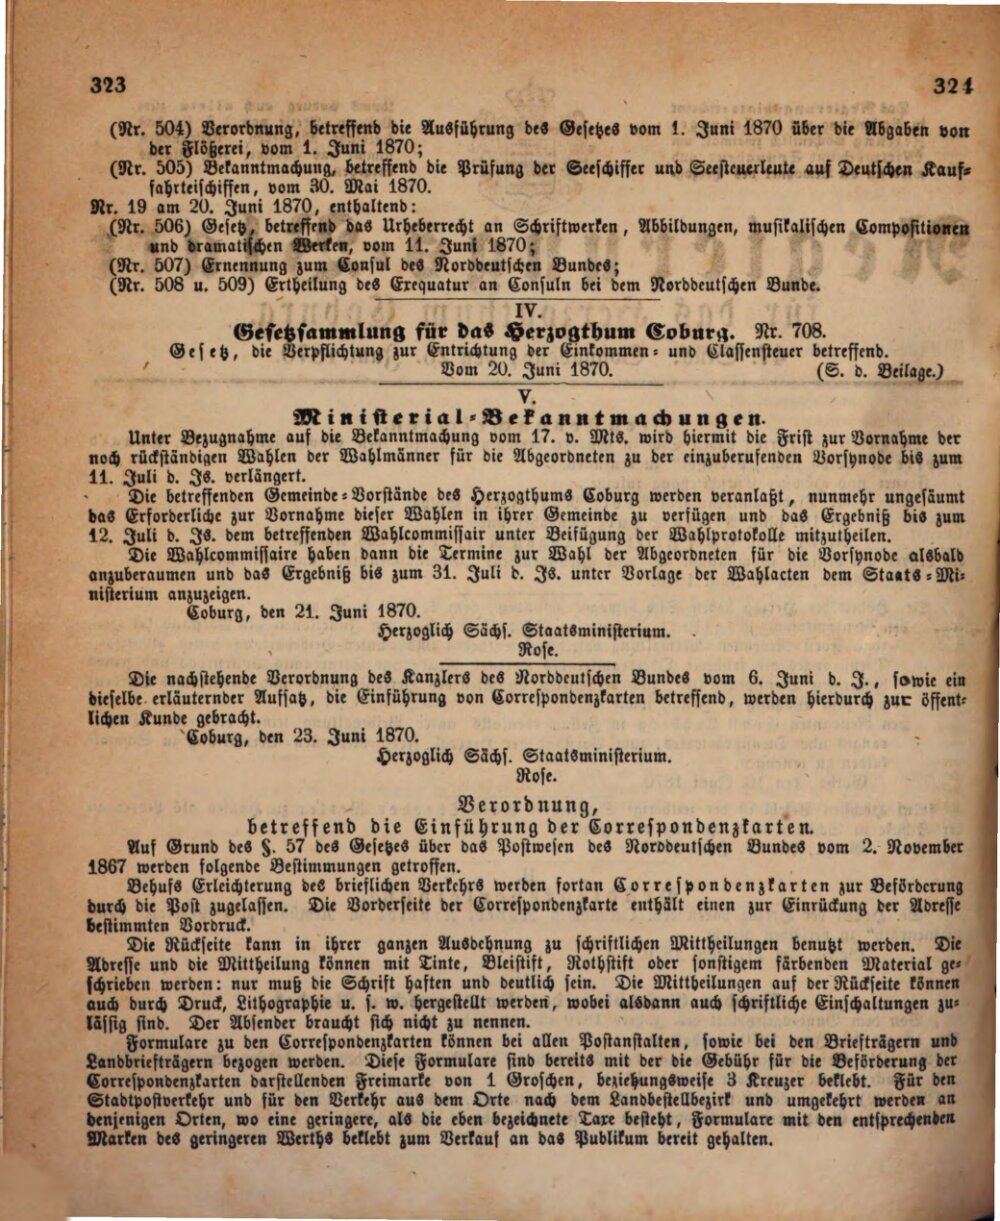 323 324
(Nr. 504) Verordnung, betreffend die Ausführung des Gesetzes vom 1. Juni 1870 über die Abgaben von
der Flößerei, vom 1. Juni 1870;
(Nr. 505) Bekanntmachung, betreffend die Prüfung der Seeschiffer und Seesteuerleute auf Deutschen Kauf-
fahrteischiffen, vom 30. Mai 1870.
Nr. 19 am 20. Juni 1870, enthaltend:
(Nr. 506) Gesetz, betreffend das Urheberrecht an Schriftwerken, Abbildungen, musikalischen Compositionen
und dramatischen Werken, vom 11. Juni 1870;
(Nr. 507) Ernennung zum Consul des Norddeutschen Bundes;
(Nr. 508 u. 509) Ertheilung des Exequatur an Consuln bei dem Norddeutschen Bunde.
IV.
Gesetzsammlung für das Herzogthum Coburg. Nr. 708.
Gesetz, die Verpflichtung zur Entrichtung der Einkommen- und Classensteuer betreffend.
Vom 20. Juni 1870. (S. d. Beilage.)
V.
Ministerial-Bekanntmachungen.
Unter Bezugnahme auf die Bekanntmachung vom 17. v. Mts. wird hiermit die Frist zur Vornahme der
noch rückständigen Wahlen der Wahlmänner für die Abgeordneten zu der einzuberufenden Vorsynode bis zum
11. Juli d. Js. verlängert.
Die betreffenden Gemeinde-Vorstände des Herzogthums Coburg werden veranlaßt, nunmehr ungesäumt
das Erforderliche zur Vornahme dieser Wahlen in ihrer Gemeinde zu verfügen und das Ergebniß bis zum
12. Juli d. Js. dem betreffenden Wahlcommissair unter Beifügung der Wahlprotokolle mitzutheilen.
Die Wahlcommissaire haben dann die Termine zur Wahl der Abgeordneten für die Vorsynode alsbald
anzuberaumen und das Ergebniß bis zum 31. Juli d. Js. unter Vorlage der Wahlacten dem Staats-Mi-
nisterium anzuzeigen.
Coburg, den 21. Juni 1870.
Herzoglich Sächs. Staatsministerium.
Rose.
Die nachstehende Verordnung des Kanzlers des Norddeutschen Bundes vom 6. Juni d. J., sowie ein
dieselbe erläuternder Aufsatz, die Einführung von Correspondenzkarten betreffend, werden hierdurch zur öffent-
lichen Kunde gebracht.
Coburg, den 23. Juni 1870.
Herzoglich Sächs. Staatsministerium.
Rose.
Verordnung,
betreffend die Einführung der Correspondenzkarten.
Auf Grund des §. 57 des Gesetzes über das Postwesen des Norddeutschen Bundes vom 2. November
1867 werden folgende Bestimmungen getroffen.
Behufs Erleichterung des brieflichen Verkehrs werden fortan Correspondenzkarten zur Beförderung
durch die Post zugelassen. Die Vorderseite der Correspondenzkarte enthält einen zur Einrückung der Adresse
bestimmten Vordruck.
Die Rückseite kann in ihrer ganzen Ausdehnung zu schriftlichen Mittheilungen benutzt werden. Die
Adresse und die Mittheilung können mit Tinte, Bleistift, Rothstift oder sonstigem färbenden Material ge-
schrieben werden: nur muß die Schrift haften und deutlich sein. Die Mittheilungen auf der Rückseite können
auch durch Druck, Lithographie u. s. w. hergestellt werden, wobei alsdann auch schriftliche Einschaltungen zu-
lässig sind. Der Absender braucht sich nicht zu nennen.
Formulare zu den Correspondenzkarten können bei allen Postanstalten, sowie bei den Briefträgern und
Landbriefträgern bezogen werden. Diese Formulare sind bereits mit der die Gebühr für die Beförderung der
Correspondenzkarten darstellenden Freimarke von 1 Groschen, beziehungsweise 3 Kreuzer beklebt. Für den
Stadtpostverkehr und für den Verkehr aus dem Orte nach dem Landbestellbezirk und umgekehrt werden an
denjenigen Orten, wo eine geringere, als die eben bezeichnete Taxe besteht, Formulare mit den entsprechenden
Marken des geringeren Werths beklebt zum Verkauf an das Publikum bereit gehalten.